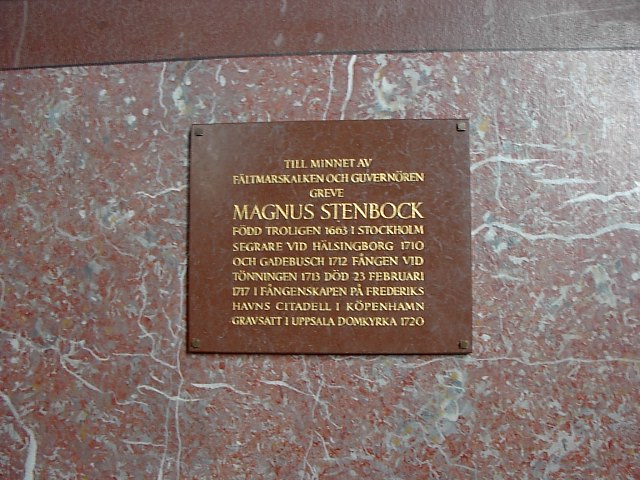 TILL MINNET AV
FÄLTMARSKALKEN OCH GUVERNÖREN
GREVE
MAGNUS STENBOCK
FÖDD TROLIGEN 1663 I STOCKHOLM
SEGRARE VID HÄLSINGBORG 1710
OCH GADEBUSCH 1712 FÅNGEN VID
TÖNNINGEN 1713 DÖD 23 FEBRUARI
1717 I FÅNGENSKAPEN PÅ FREDERIKS
HAVNS CITADELL I KÖPENHAMN
GRAVSATT I UPPSALA DOMKYRKA 1720